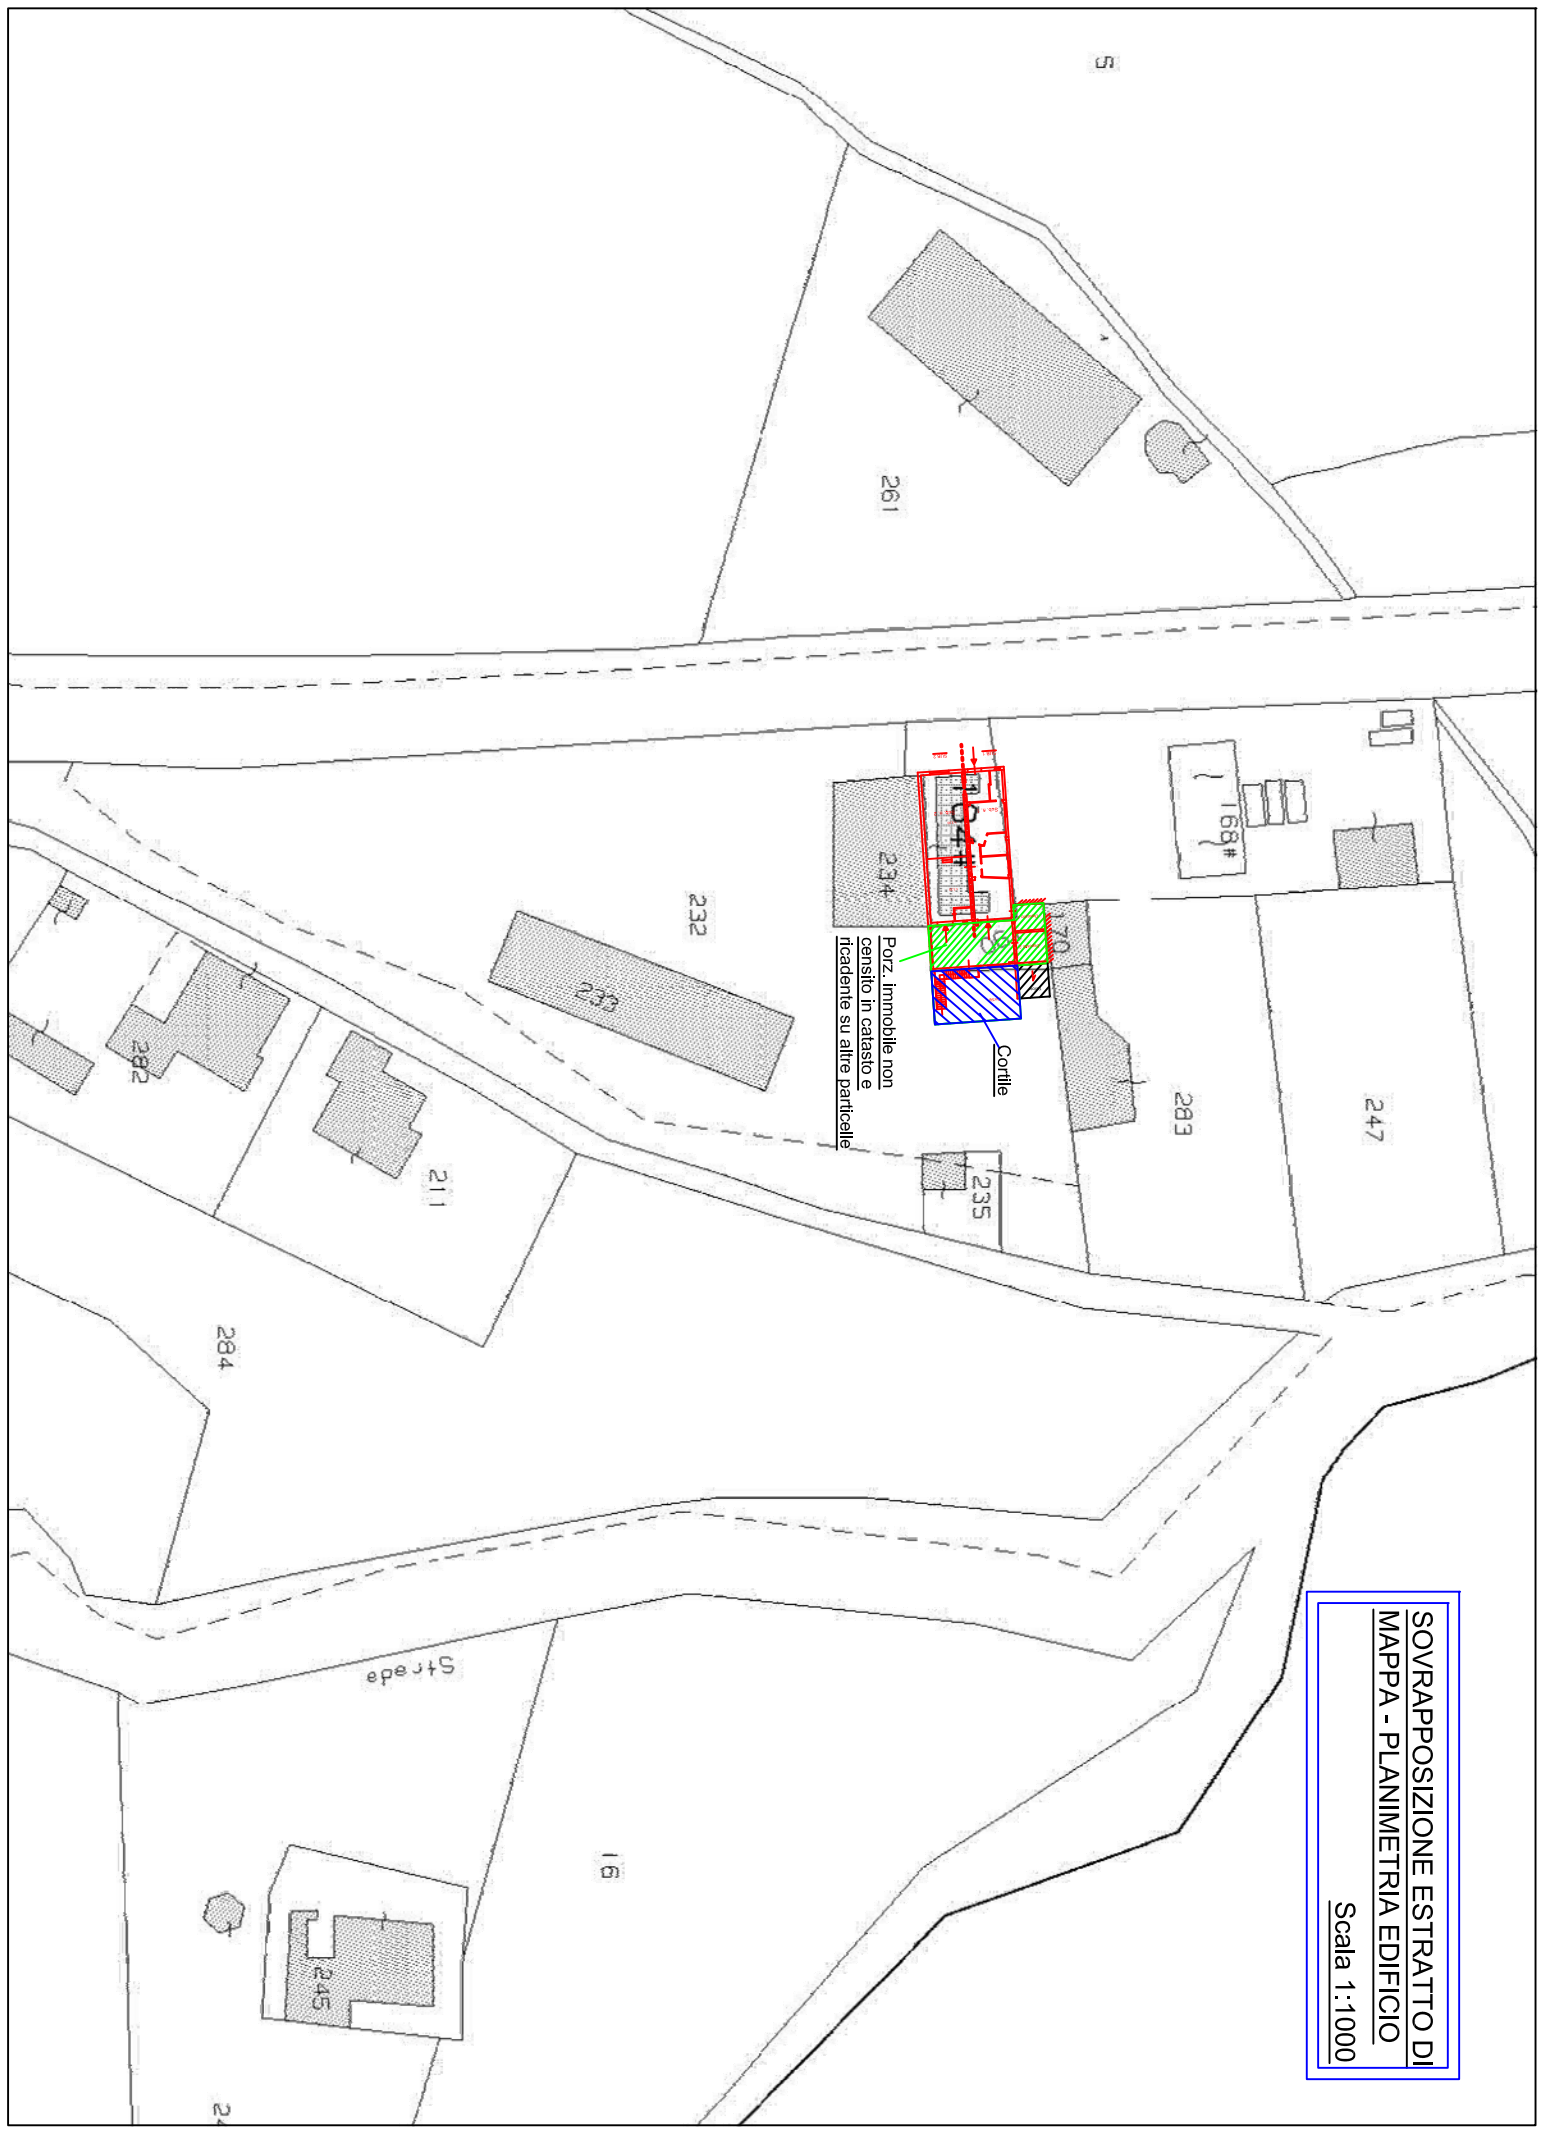 SOVRAPPOSIZIONE ESTRATTO DI
MAPPA - PLANIMETRIA EDIFICIO
Scala 1:1000
5
261
168#
247
283
170
164#
234
Cortile
Porz. immobile non
censito in catasto e
ricadente su altre particelle
232
233
235
282
211
284
Strada
16
245